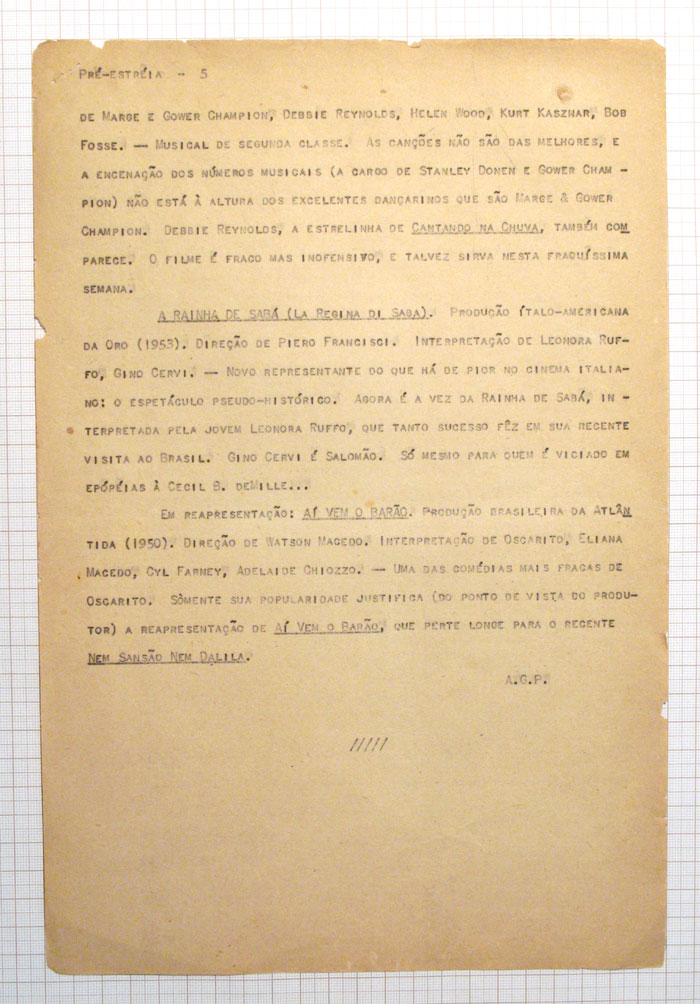 PRÉ-ESTRÉIA -- 5
DE MARGE E GOWER CHAMPION, DEBBIE REYNOLDS, HELEN WOOD, KURT KASZNAR, BOB
FOSSE. — MUSICAL DE SEGUNDA CLASSE. AS CANÇÕES NÃO SÃO DAS MELHORES, E
A ENCENAÇÃO DOS NÚMEROS MUSICAIS (A CARGO DE STANLEY DONEN E GOWER CHAM-
PION) NÃO ESTÁ À ALTURA DOS EXCELENTES DANÇARINOS QUE SÃO MARGE & GOWER
CHAMPION. DEBBIE REYNOLDS, A ESTRELINHA DE CANTANDO NA CHUVA, TAMBÉM COM
PARECE. O FILME É FRACO MAS INOFENSIVO, E TALVEZ SIRVA NESTA FRAQUÍSSIMA
SEMANA.
A RAINHA DE SABÁ (LA REGINA DI SABA). PRODUÇÃO ÍTALO-AMERICANA
DA ORO (1953). DIREÇÃO DE PIERO FRANCISCI. INTERPRETAÇÃO DE LEONORA RUF-
FO, GINO CERVI. — NOVO REPRESENTANTE DO QUE HÁ DE PIOR NO CINEMA ITALIA-
NO: O ESPETÁCULO PSEUDO-HISTÓRICO. AGORA É A VEZ DA RAINHA DE SABÁ, IN-
TERPRETADA PELA JOVEM LEONORA RUFFO, QUE TANTO SUCESSO FÊZ EM SUA RECENTE
VISITA AO BRASIL. GINO CERVI É SALOMÃO. SÓ MESMO PARA QUEM É VICIADO EM
EPÓPÉIAS À CECIL B. DEMILLE...
EM REAPRESENTAÇÃO: AÍ VEM O BARÃO. PRODUÇÃO BRASILEIRA DA ATLÂN
TIDA (1950). DIREÇÃO DE WATSON MACEDO. INTERPRETAÇÃO DE OSCARITO, ELIANA
MACEDO, CYL FARNEY, ADELAIDE CHIOZZO. — UMA DAS COMÉDIAS MAIS FRACAS DE
OSCARITO. SÔMENTE SUA POPULARIDADE JUSTIFICA (DO PONTO DE VISTA DO PRODU-
TOR) A REAPRESENTAÇÃO DE AÍ VEM O BARÃO, QUE PERTE LONGE PARA O RECENTE
NEM SANSÃO NEM DALILA.
A.G.P.
/////